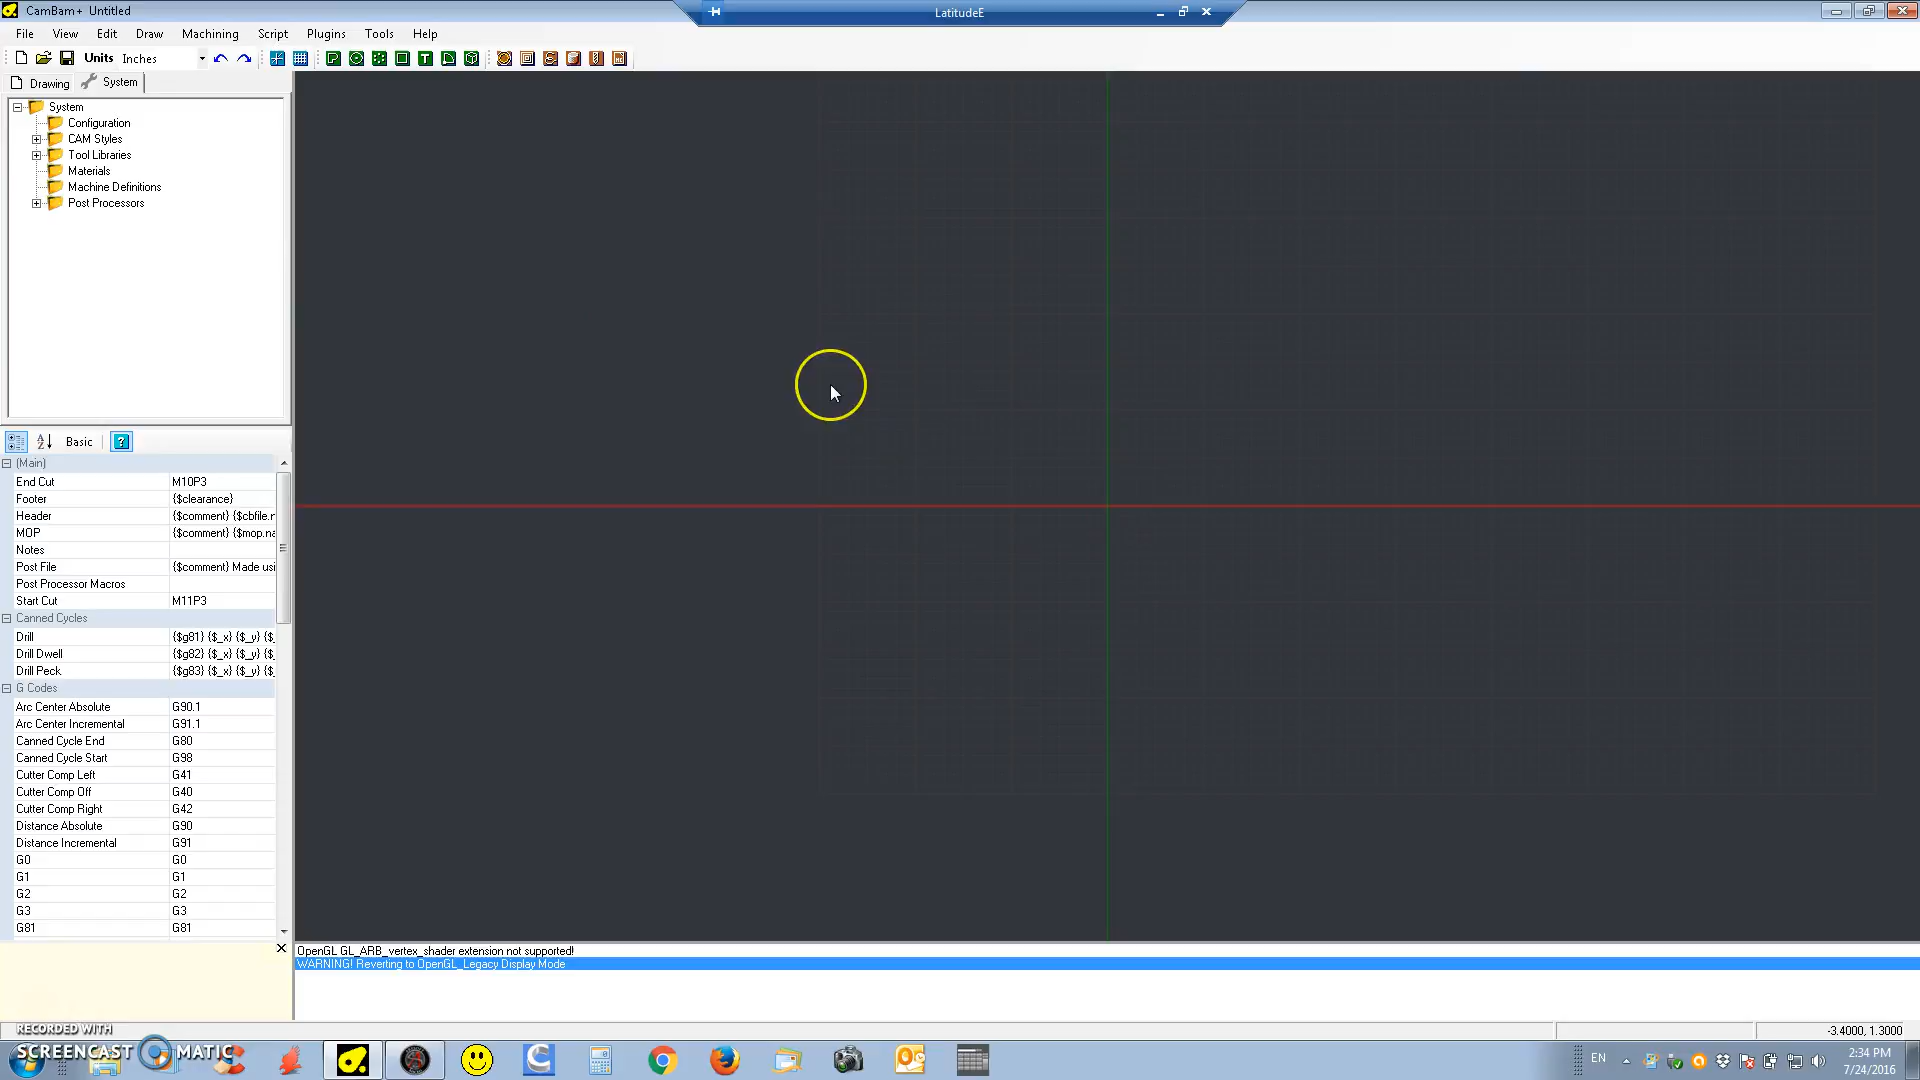 CamBam+ Untitled
LatitudeE
File View Edit Draw Machining Script Plugins Tools Help
Units Inches
Drawing System
System
Configuration
CAM Styles
Tool Libraries
Materials
Machine Definitions
Post Processors
Basic ?
(Main)
End Cut M10P3
Footer {$clearance}
Header {$comment} {$cbfile.n
MOP {$comment} {$mop.na
Notes
Post File {$comment} Made usi
Post Processor Macros
Start Cut M11P3
Canned Cycles
Drill {$g81} {$_x} {$_y} {$_
Drill Dwell {$g82} {$_x} {$_y} {$_
Drill Peck {$g83} {$_x} {$_y} {$_
G Codes
Arc Center Absolute G90.1
Arc Center Incremental G91.1
Canned Cycle End G80
Canned Cycle Start G98
Cutter Comp Left G41
Cutter Comp Off G40
Cutter Comp Right G42
Distance Absolute G90
Distance Incremental G91
G0 G0
G1 G1
G2 G2
G3 G3
G81 G81
OpenGL GL_ARB_vertex_shader extension not supported!
WARNING! Reverting to OpenGL_Legacy Display Mode
-3.4000, 1.3000
RECORDED WITH
SCREENCAST MATIC
EN
2:34 PM
7/24/2016